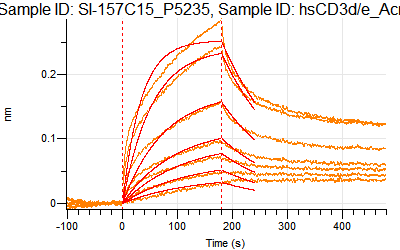 Sample ID: SI-157C15_P5235, Sample ID: hsCD3d/e_Acr
0.2
nm
0.1
0
-100 0 100 200 300 400
Time (s)